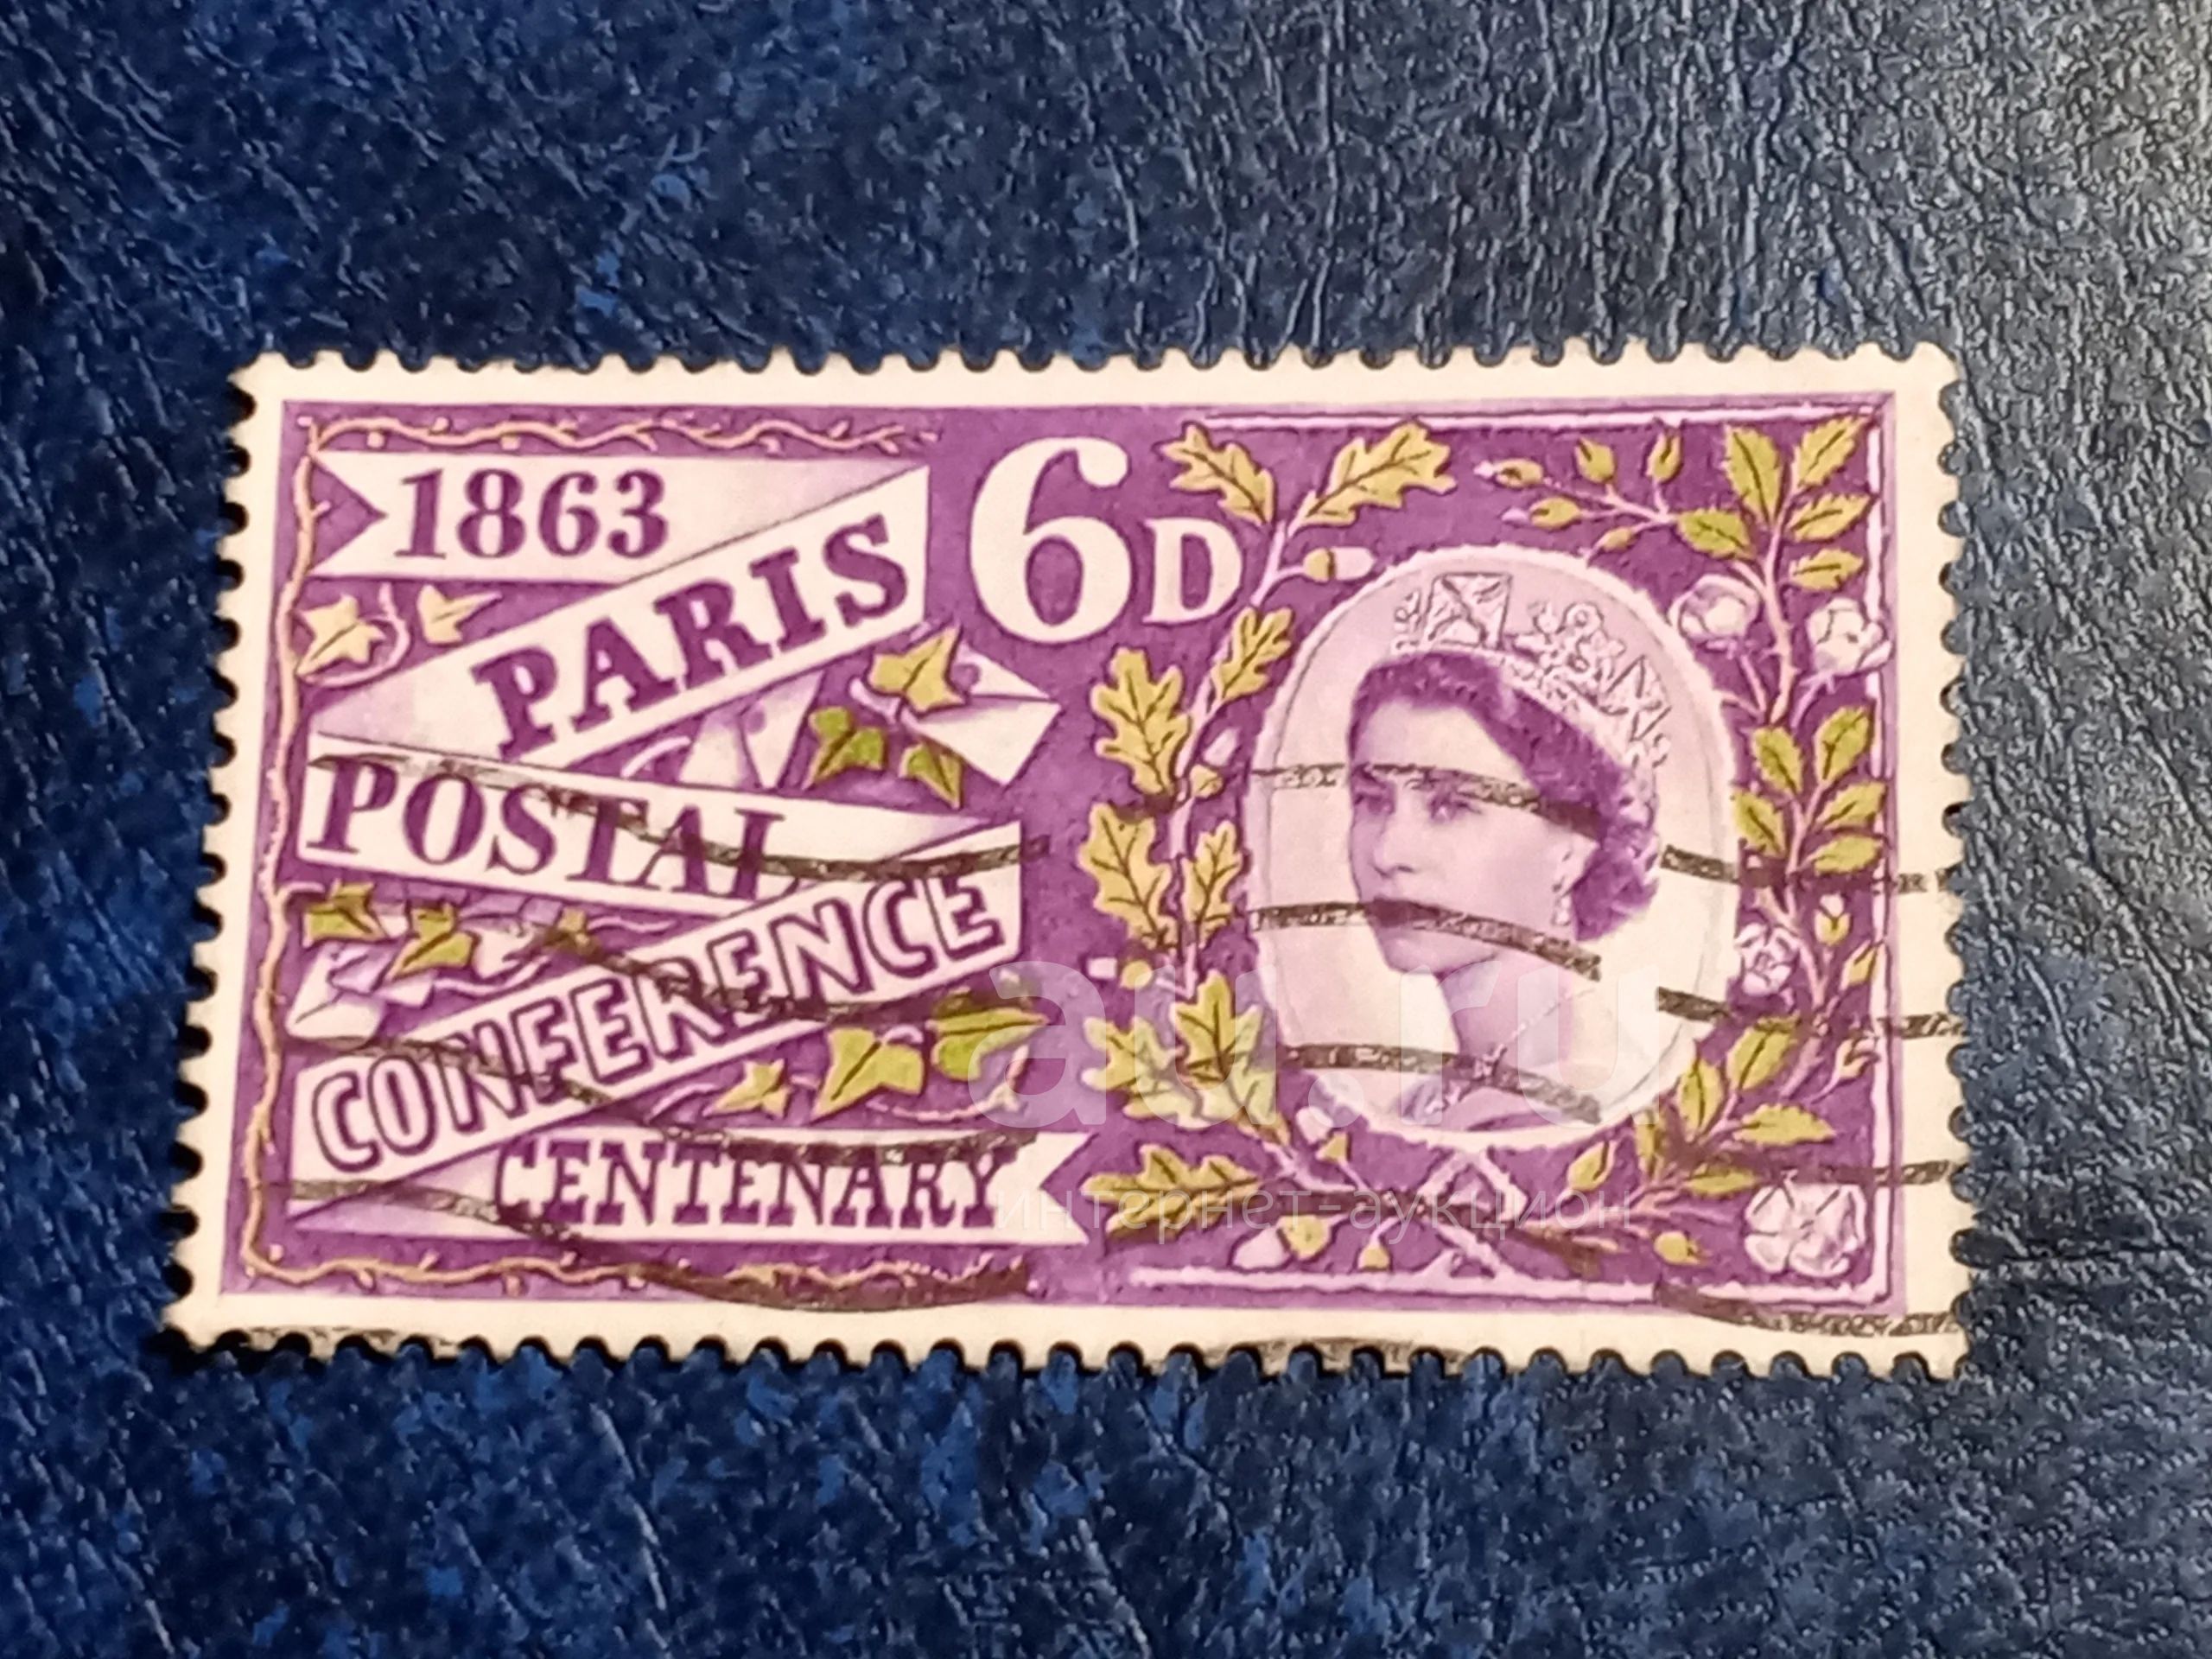 1863
PARIS
POSTAL
CONFERENCE
CENTENARY
6D
au.ru
интернет-аукцион